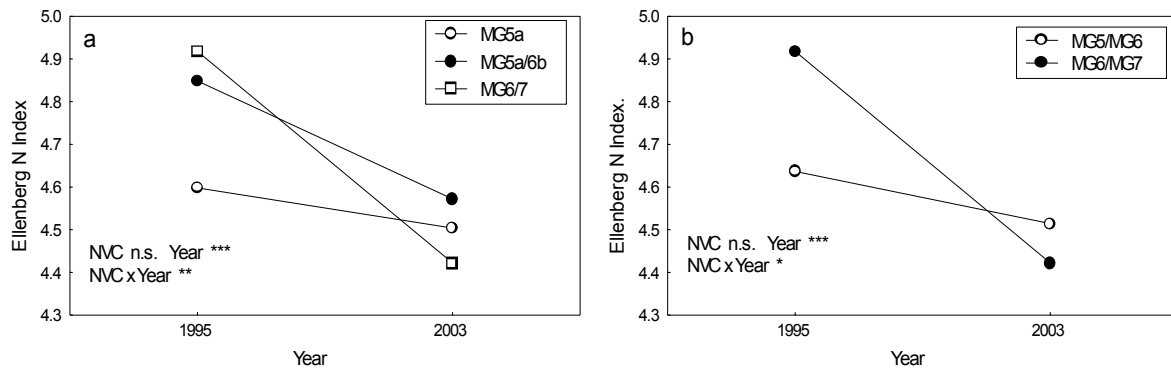 a
5.0
4.9
4.8
4.7
4.6
4.5
4.4
4.3
Ellenberg N Index
MG5a
MG5a/6b
MG6/7
NVC n.s. Year ***
NVC x Year **
1995 2003
Year
b
5.0
4.9
4.8
4.7
4.6
4.5
4.4
4.3
Ellenberg N Index.
MG5/MG6
MG6/MG7
NVC n.s. Year ***
NVC x Year *
1995 2003
Year